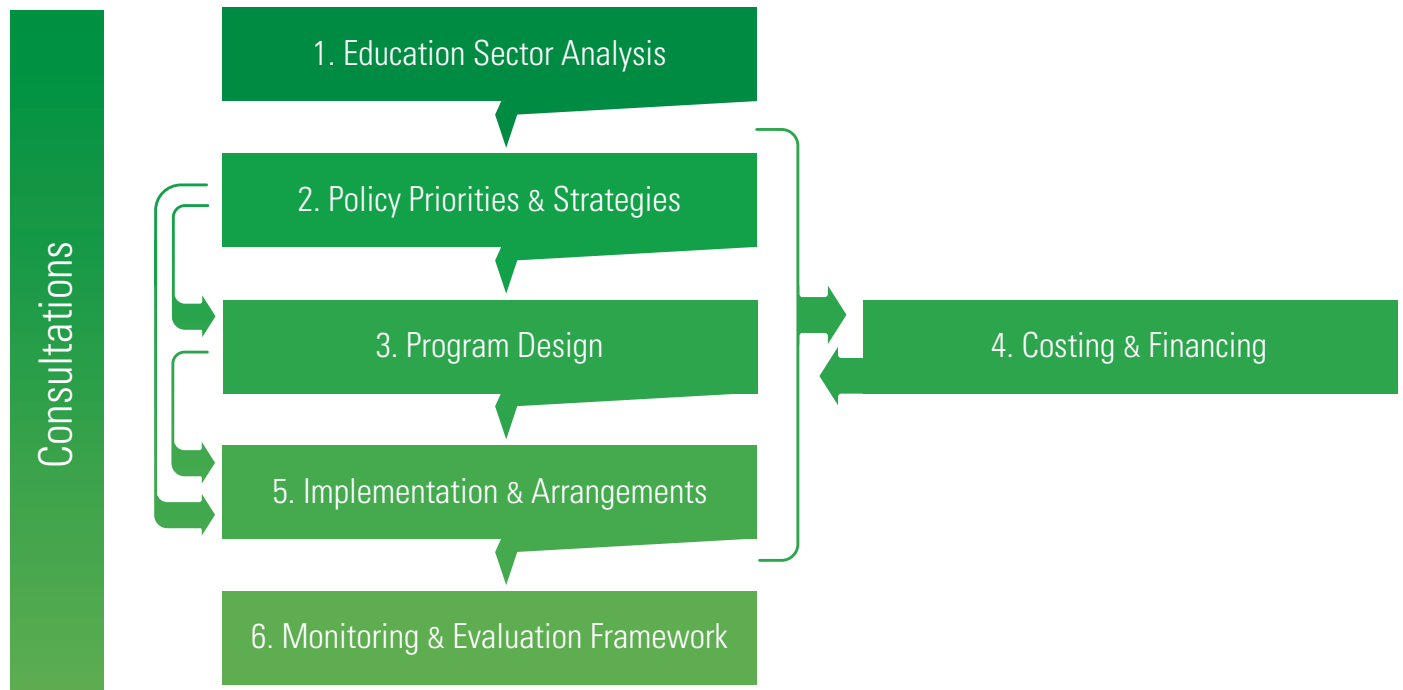 Consultations
1. Education Sector Analysis
2. Policy Priorities & Strategies
3. Program Design
4. Costing & Financing
5. Implementation & Arrangements
6. Monitoring & Evaluation Framework